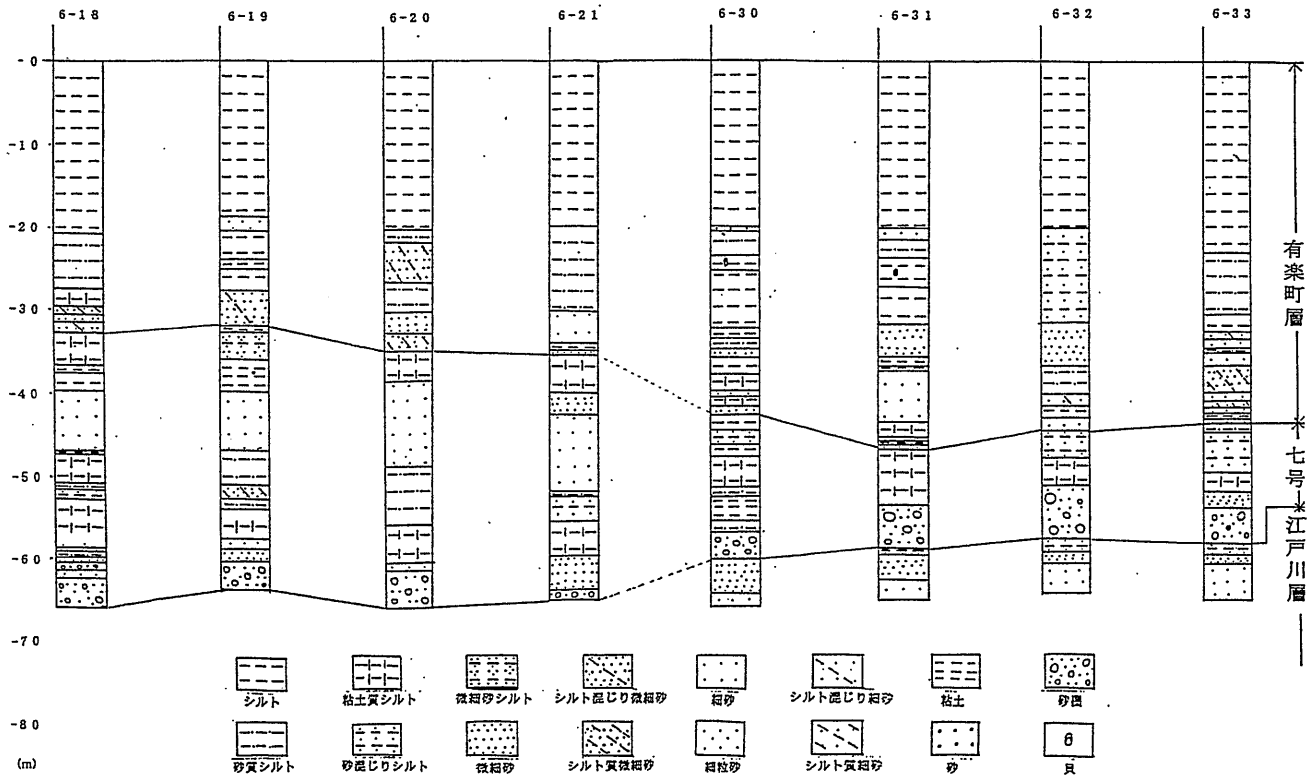 6-18 6-19 6-20 6-21 6-30 6-31 6-32 6-33
-0
-10
-20
-30
-40
-50
-60
-70
-80
(m)
有楽町層
七号
江戸川層
シルト 粘土質シルト 微細砂シルト シルト混じり微細砂 細砂 シルト混じり細砂 粘土 砂礫
砂質シルト 砂混じりシルト 微細砂 シルト質微細砂 細粒砂 シルト質細砂 砂 貝